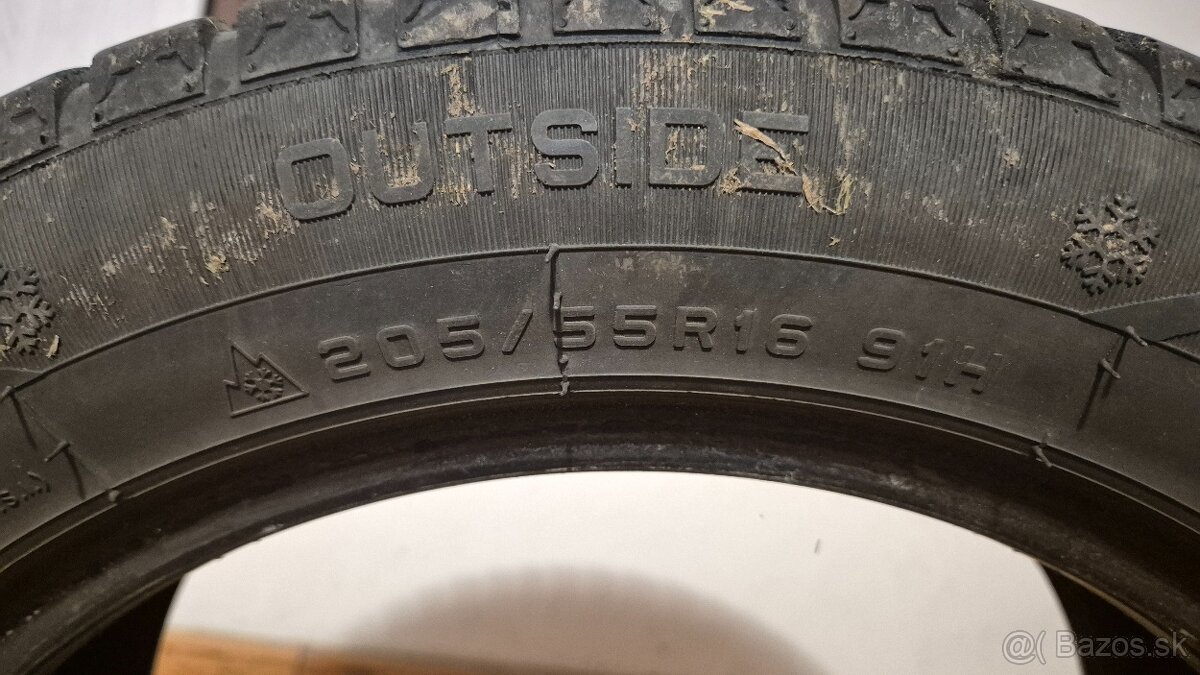 OUTSIDE
205/55R16 91H
@( Bazos.sk